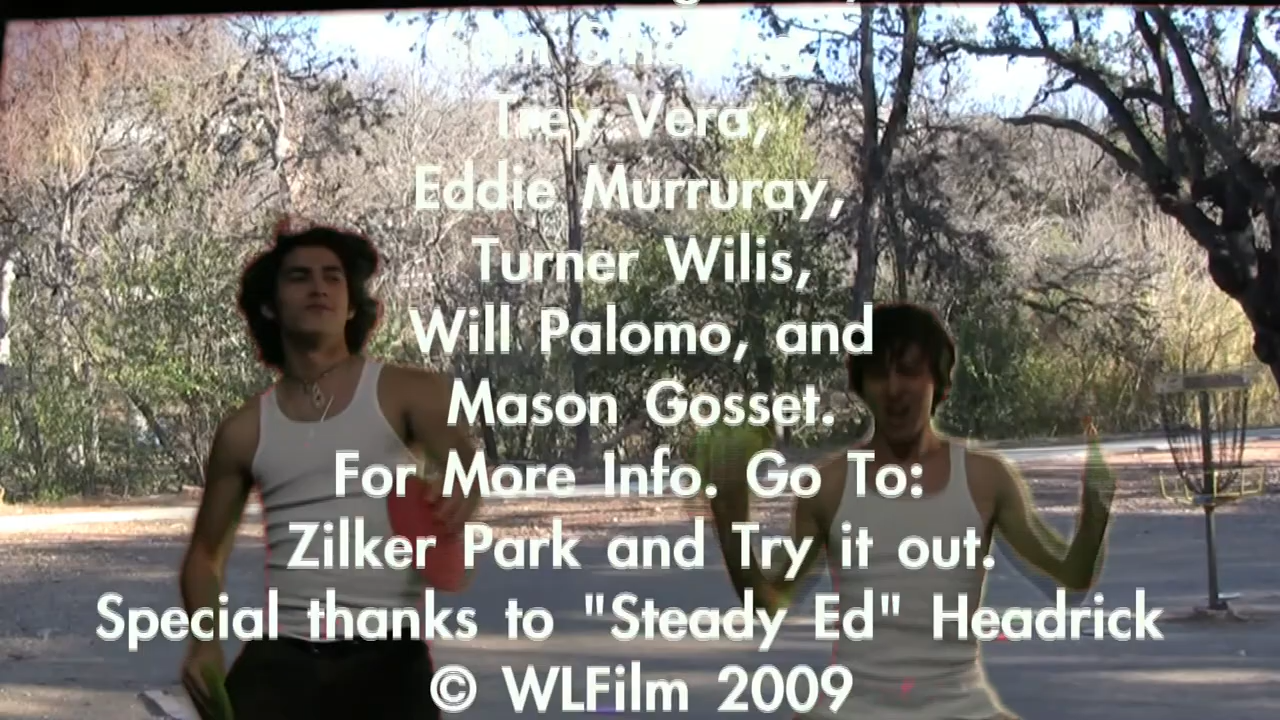 Trey Vera,
Eddie Murruray,
Turner Wilis,
Will Palomo, and
Mason Gosset.
For More Info. Go To:
Zilker Park and Try it out.
Special thanks to "Steady Ed" Headrick
© WLFilm 2009